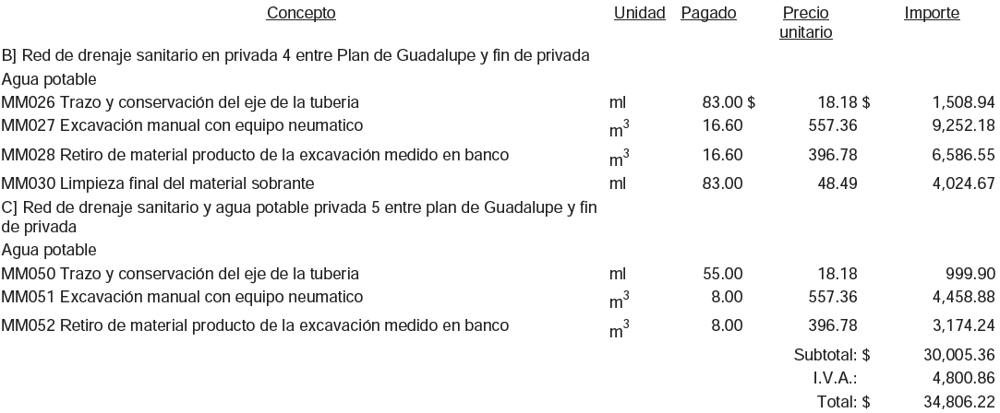 Concepto Unidad Pagado Precio unitario Importe
B] Red de drenaje sanitario en privada 4 entre Plan de Guadalupe y fin de privada
Agua potable
MM026 Trazo y conservación del eje de la tuberia ml 83.00 $ 18.18 $ 1,508.94
MM027 Excavación manual con equipo neumatico m³ 16.60 557.36 9,252.18
MM028 Retiro de material producto de la excavación medido en banco m³ 16.60 396.78 6,586.55
MM030 Limpieza final del material sobrante ml 83.00 48.49 4,024.67
C] Red de drenaje sanitario y agua potable privada 5 entre plan de Guadalupe y fin
de privada
Agua potable
MM050 Trazo y conservación del eje de la tuberia ml 55.00 18.18 999.90
MM051 Excavación manual con equipo neumatico m³ 8.00 557.36 4,458.88
MM052 Retiro de material producto de la excavación medido en banco m³ 8.00 396.78 3,174.24
Subtotal: $ 30,005.36
I.V.A.: 4,800.86
Total: $ 34,806.22